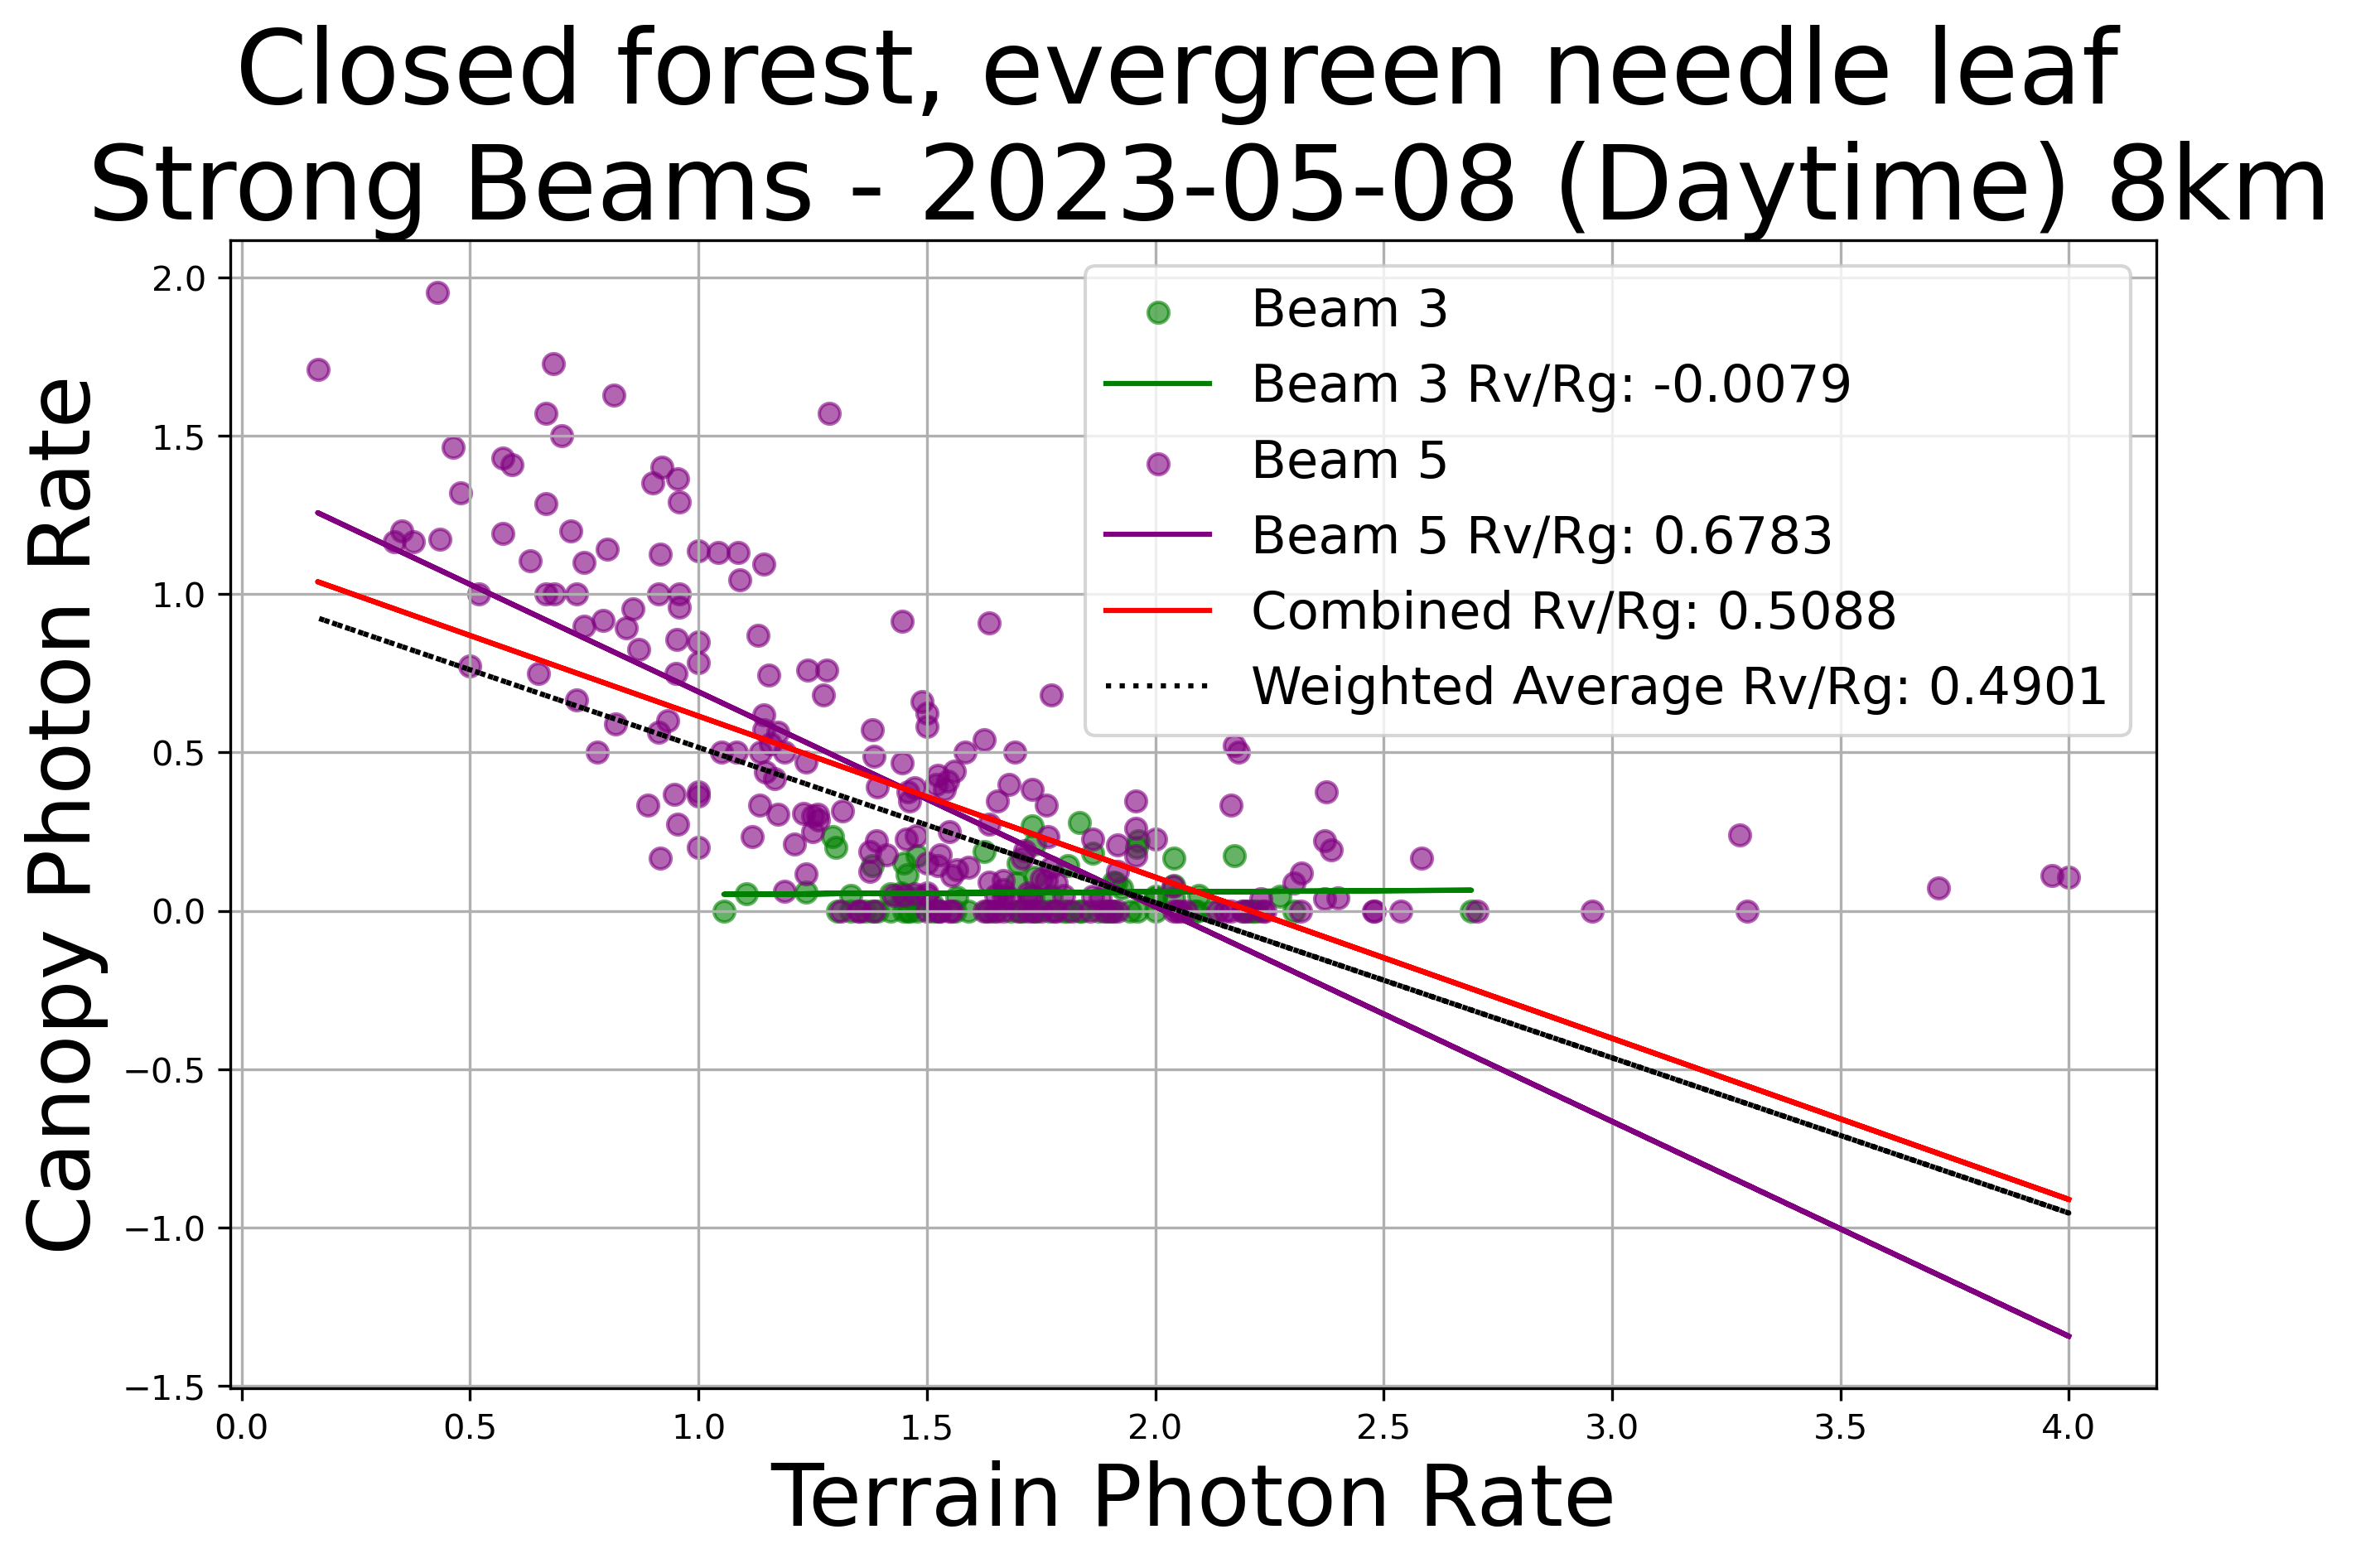 Closed forest, evergreen needle leaf
Strong Beams - 2023-05-08 (Daytime) 8km
Canopy Photon Rate
2.0
1.5
1.0
0.5
0.0
−0.5
−1.0
−1.5
Beam 3
Beam 3 Rv/Rg: -0.0079
Beam 5
Beam 5 Rv/Rg: 0.6783
Combined Rv/Rg: 0.5088
Weighted Average Rv/Rg: 0.4901
0.0 0.5 1.0 1.5 2.0 2.5 3.0 3.5 4.0
Terrain Photon Rate